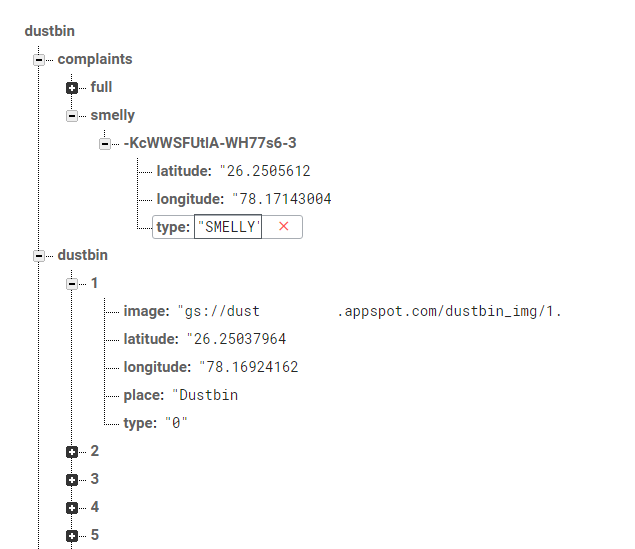 dustbin
complaints
full
smelly
-KcWWSFUtlA-WH77s6-3
latitude: "26.2505612
longitude: "78.17143004
type: "SMELLY"
dustbin
1
image: "gs://dust .appspot.com/dustbin_img/1.
latitude: "26.25037964
longitude: "78.16924162
place: "Dustbin
type: "0"
2
3
4
5